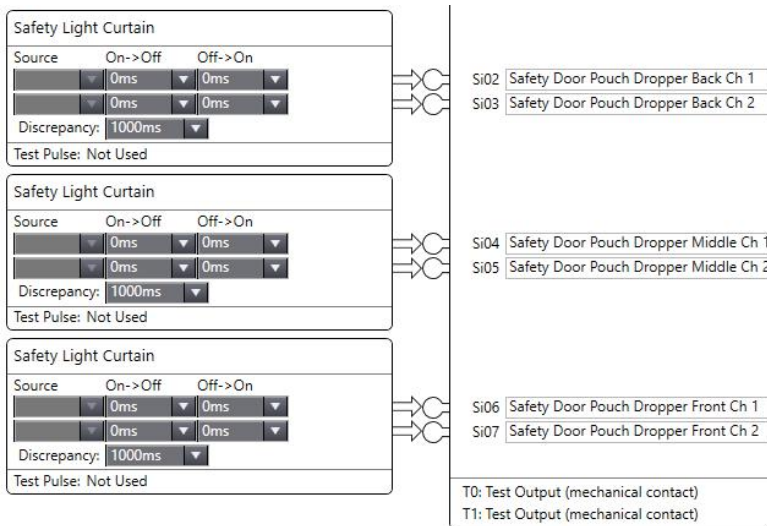 Safety Light Curtain
Source On->Off Off->On
0ms 0ms Si02 Safety Door Pouch Dropper Back Ch 1
0ms 0ms Si03 Safety Door Pouch Dropper Back Ch 2
Discrepancy: 1000ms
Test Pulse: Not Used
Safety Light Curtain
Source On->Off Off->On
0ms 0ms Si04 Safety Door Pouch Dropper Middle Ch 1
0ms 0ms Si05 Safety Door Pouch Dropper Middle Ch 2
Discrepancy: 1000ms
Test Pulse: Not Used
Safety Light Curtain
Source On->Off Off->On
0ms 0ms Si06 Safety Door Pouch Dropper Front Ch 1
0ms 0ms Si07 Safety Door Pouch Dropper Front Ch 2
Discrepancy: 1000ms
Test Pulse: Not Used
T0: Test Output (mechanical contact)
T1: Test Output (mechanical contact)